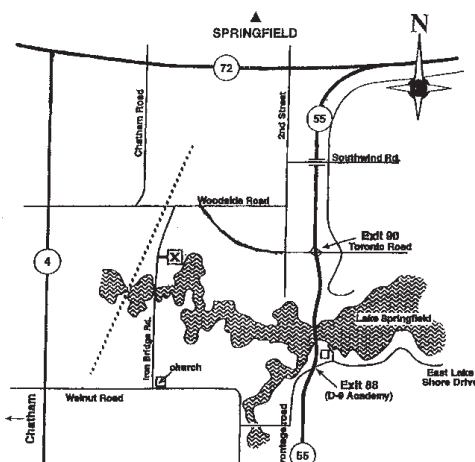 SPRINGFIELD
N
72
Chatham Road
2nd Street
55
Southwind Rd.
Woodside Road
Exit 90
Toronto Road
4
X
Lake Springfield
Iron Bridge Rd.
church
East Lake
Shore Drive
Walnut Road
Exit 88
(D-9 Academy)
Chatham
Frontage road
55